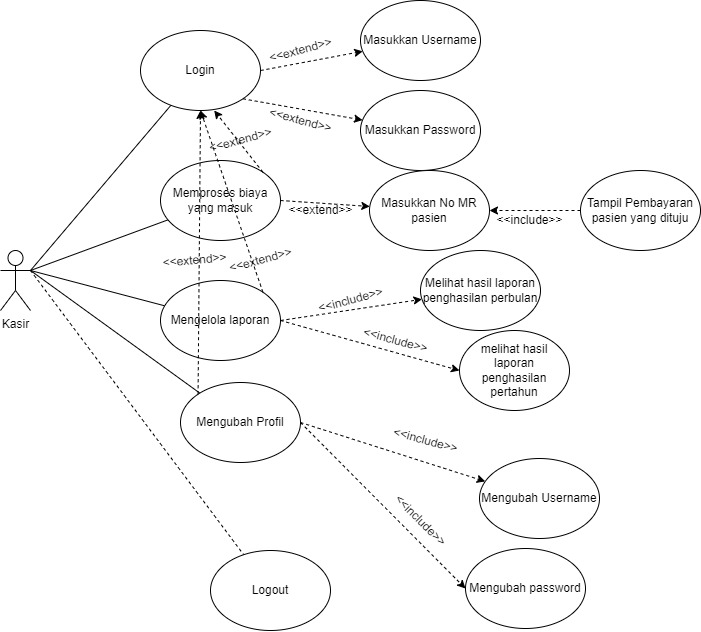 Masukkan Username
<<extend>>
Login
<<extend>>
Masukkan Password
<<extend>>
Memproses biaya
yang masuk
<<extend>>
Masukkan No MR
pasien
<<include>>
Tampil Pembayaran
pasien yang dituju
<<extend>>
<<extend>>
Kasir
Mengelola laporan
<<include>>
Melihat hasil laporan
penghasilan perbulan
<<include>>
melihat hasil
laporan
penghasilan
pertahun
Mengubah Profil
<<include>>
Mengubah Username
<<include>>
Mengubah password
Logout